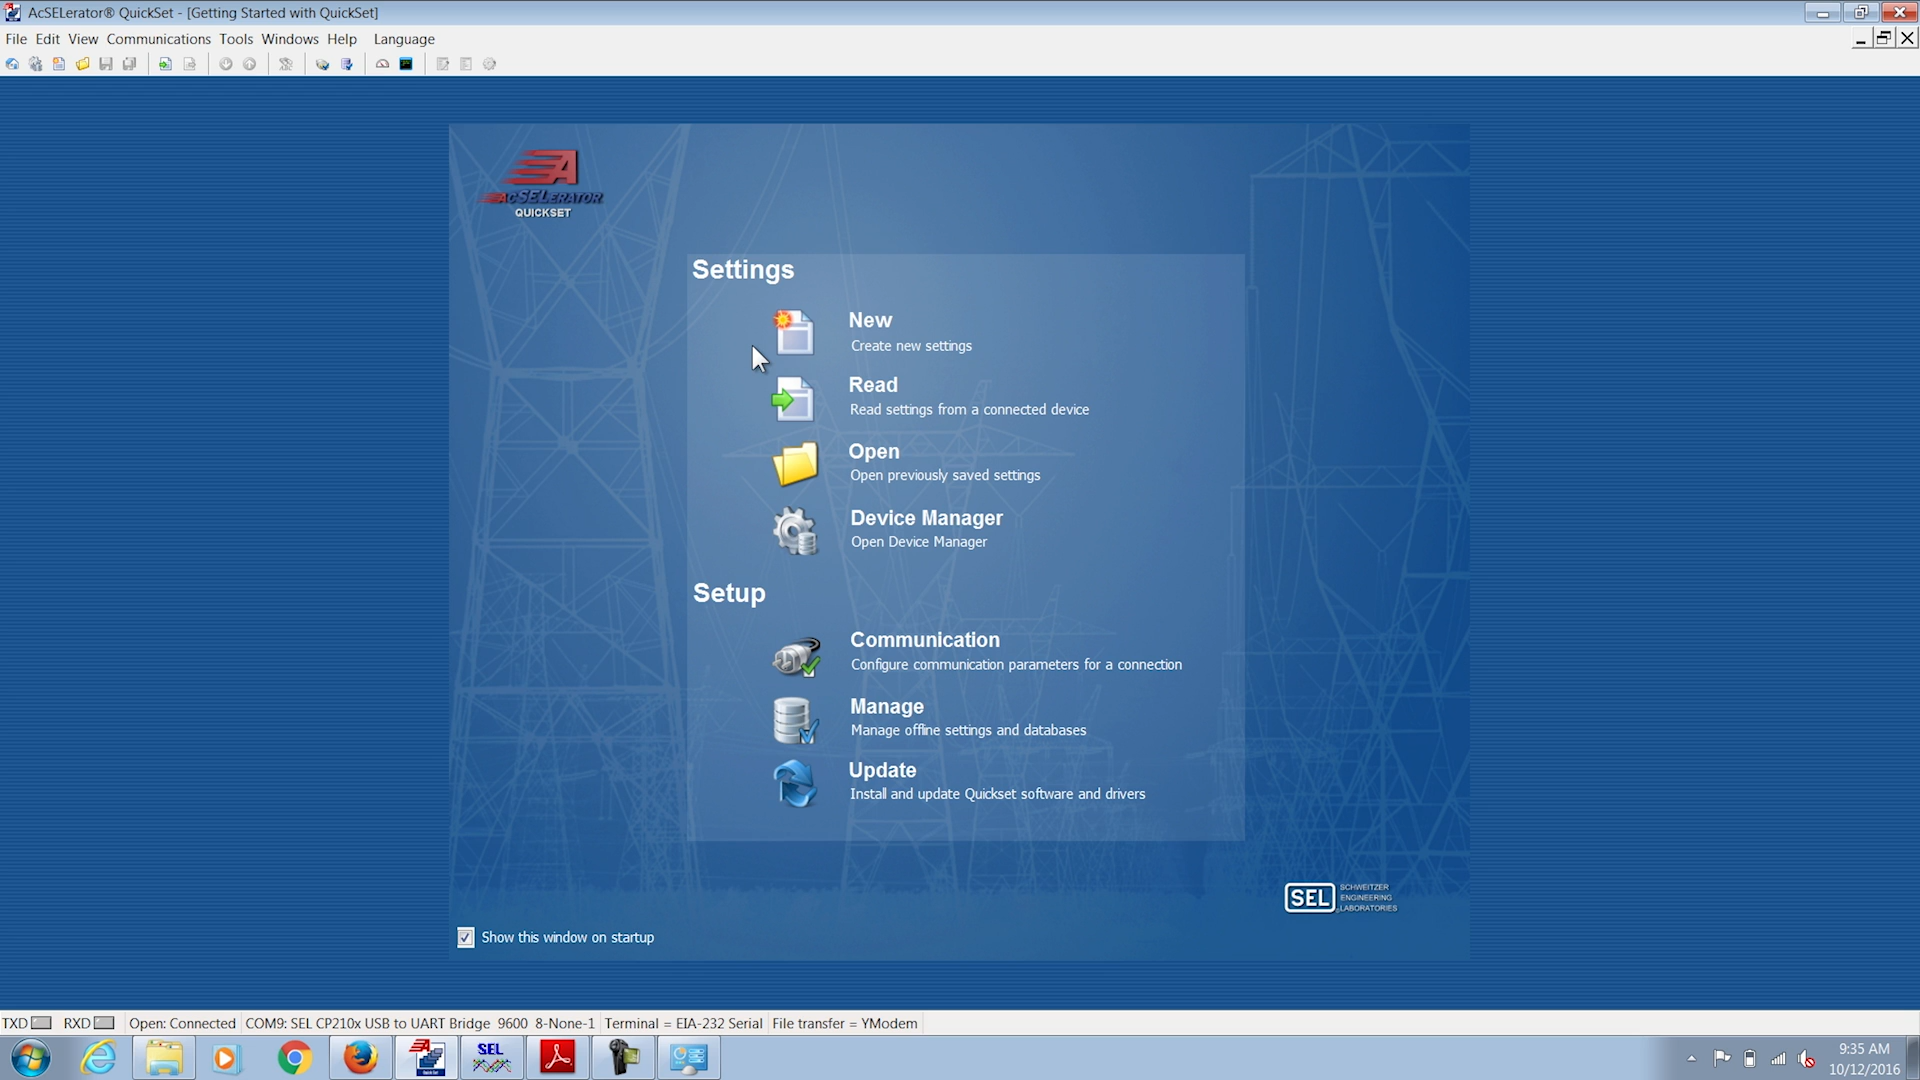 AcSELerator® QuickSet - [Getting Started with QuickSet]
File Edit View Communications Tools Windows Help Language
ACSELERATOR
QUICKSET
Settings
New
Create new settings
Read
Read settings from a connected device
Open
Open previously saved settings
Device Manager
Open Device Manager
Setup
Communication
Configure communication parameters for a connection
Manage
Manage offline settings and databases
Update
Install and update Quickset software and drivers
SEL SCHWEITZER
ENGINEERING
LABORATORIES
Show this window on startup
TXD RXD Open: Connected COM9: SEL CP210x USB to UART Bridge 9600 8-None-1 Terminal = EIA-232 Serial File transfer = YModem
SEL
9:35 AM
10/12/2016